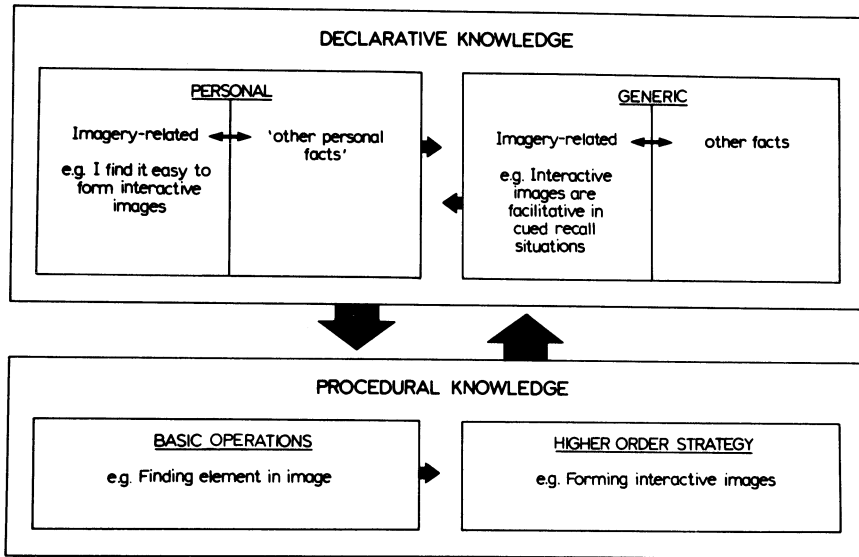 DECLARATIVE KNOWLEDGE
PERSONAL
Imagery-related
'other personal
facts'
e.g. I find it easy to
form interactive
images
GENERIC
Imagery-related
other facts
e.g. Interactive
images are
facilitative in
cued recall
situations
PROCEDURAL KNOWLEDGE
BASIC OPERATIONS
e.g. Finding element in image
HIGHER ORDER STRATEGY
e.g. Forming interactive images